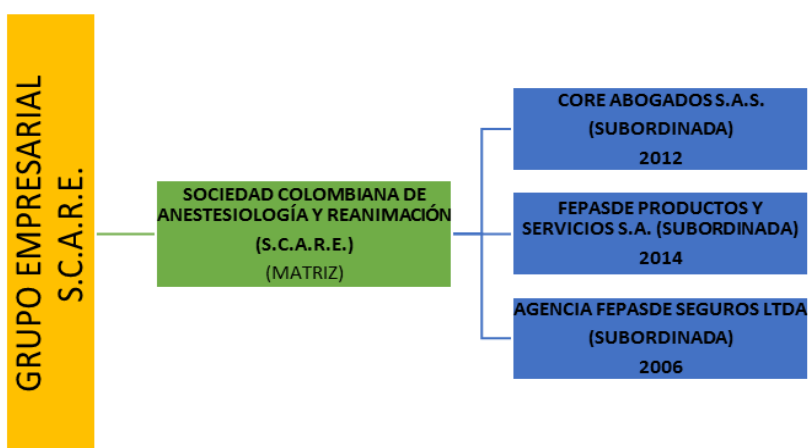 GRUPO EMPRESARIAL
S.C.A.R.E.
SOCIEDAD COLOMBIANA DE
ANESTESIOLOGÍA Y REANIMACIÓN
(S.C.A.R.E.)
(MATRIZ)
CORE ABOGADOS S.A.S.
(SUBORDINADA)
2012
FEPASDE PRODUCTOS Y
SERVICIOS S.A. (SUBORDINADA)
2014
AGENCIA FEPASDE SEGUROS LTDA
(SUBORDINADA)
2006